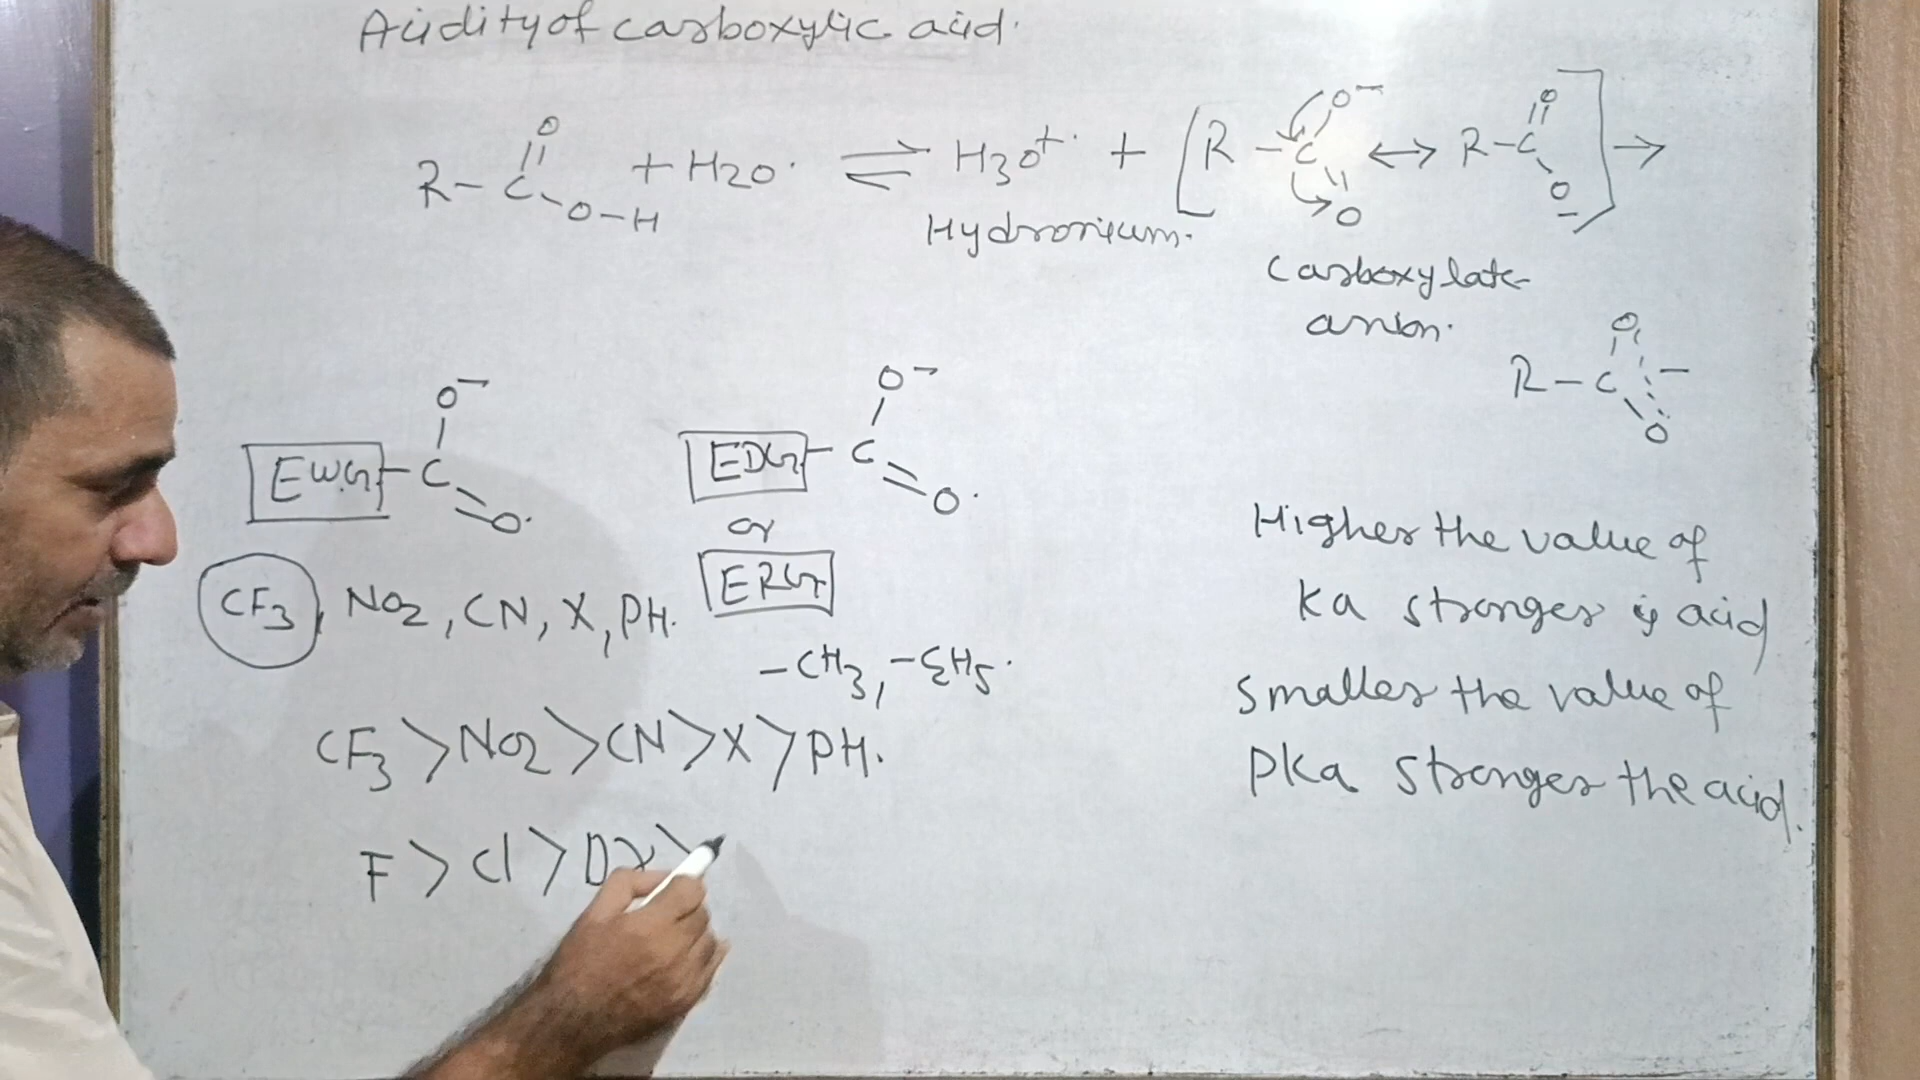 Acidity of carboxylic acid.
R-C(=O)-O-H + H2O ⇌ H3O+ + [R-C(O-)=O ↔ R-C(=O)-O-] →
Hydronium.
Carboxylate
anion.
R-C(O)(O) -
EWG-C(O-)=O
EDG-C(O-)=O
or
ERG
CF3, NO2, CN, X, PH.
-CH3, -C2H5.
CF3 > NO2 > CN > X > PH.
F > Cl > Br >
Higher the value of
Ka stronger is acid
Smaller the value of
PKa stronger the acid.